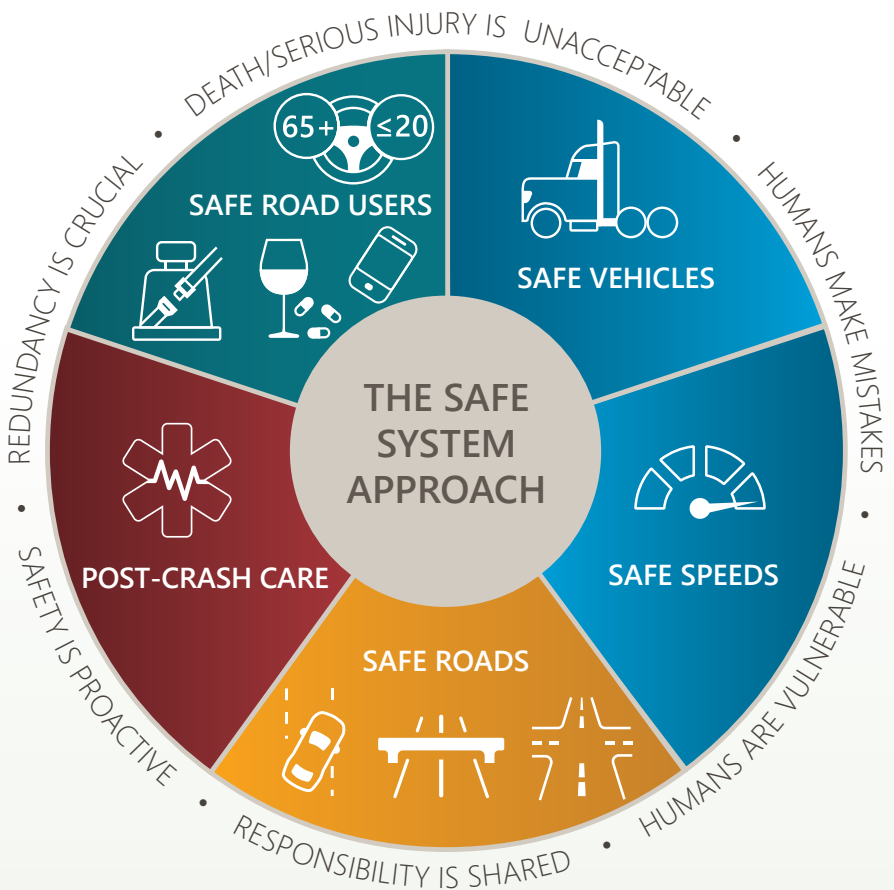 DEATH/SERIOUS INJURY IS UNACCEPTABLE
HUMANS MAKE MISTAKES
HUMANS ARE VULNERABLE
RESPONSIBILITY IS SHARED
SAFETY IS PROACTIVE
REDUNDANCY IS CRUCIAL
65+
≤20
SAFE ROAD USERS
SAFE VEHICLES
SAFE SPEEDS
SAFE ROADS
POST-CRASH CARE
THE SAFE
SYSTEM
APPROACH